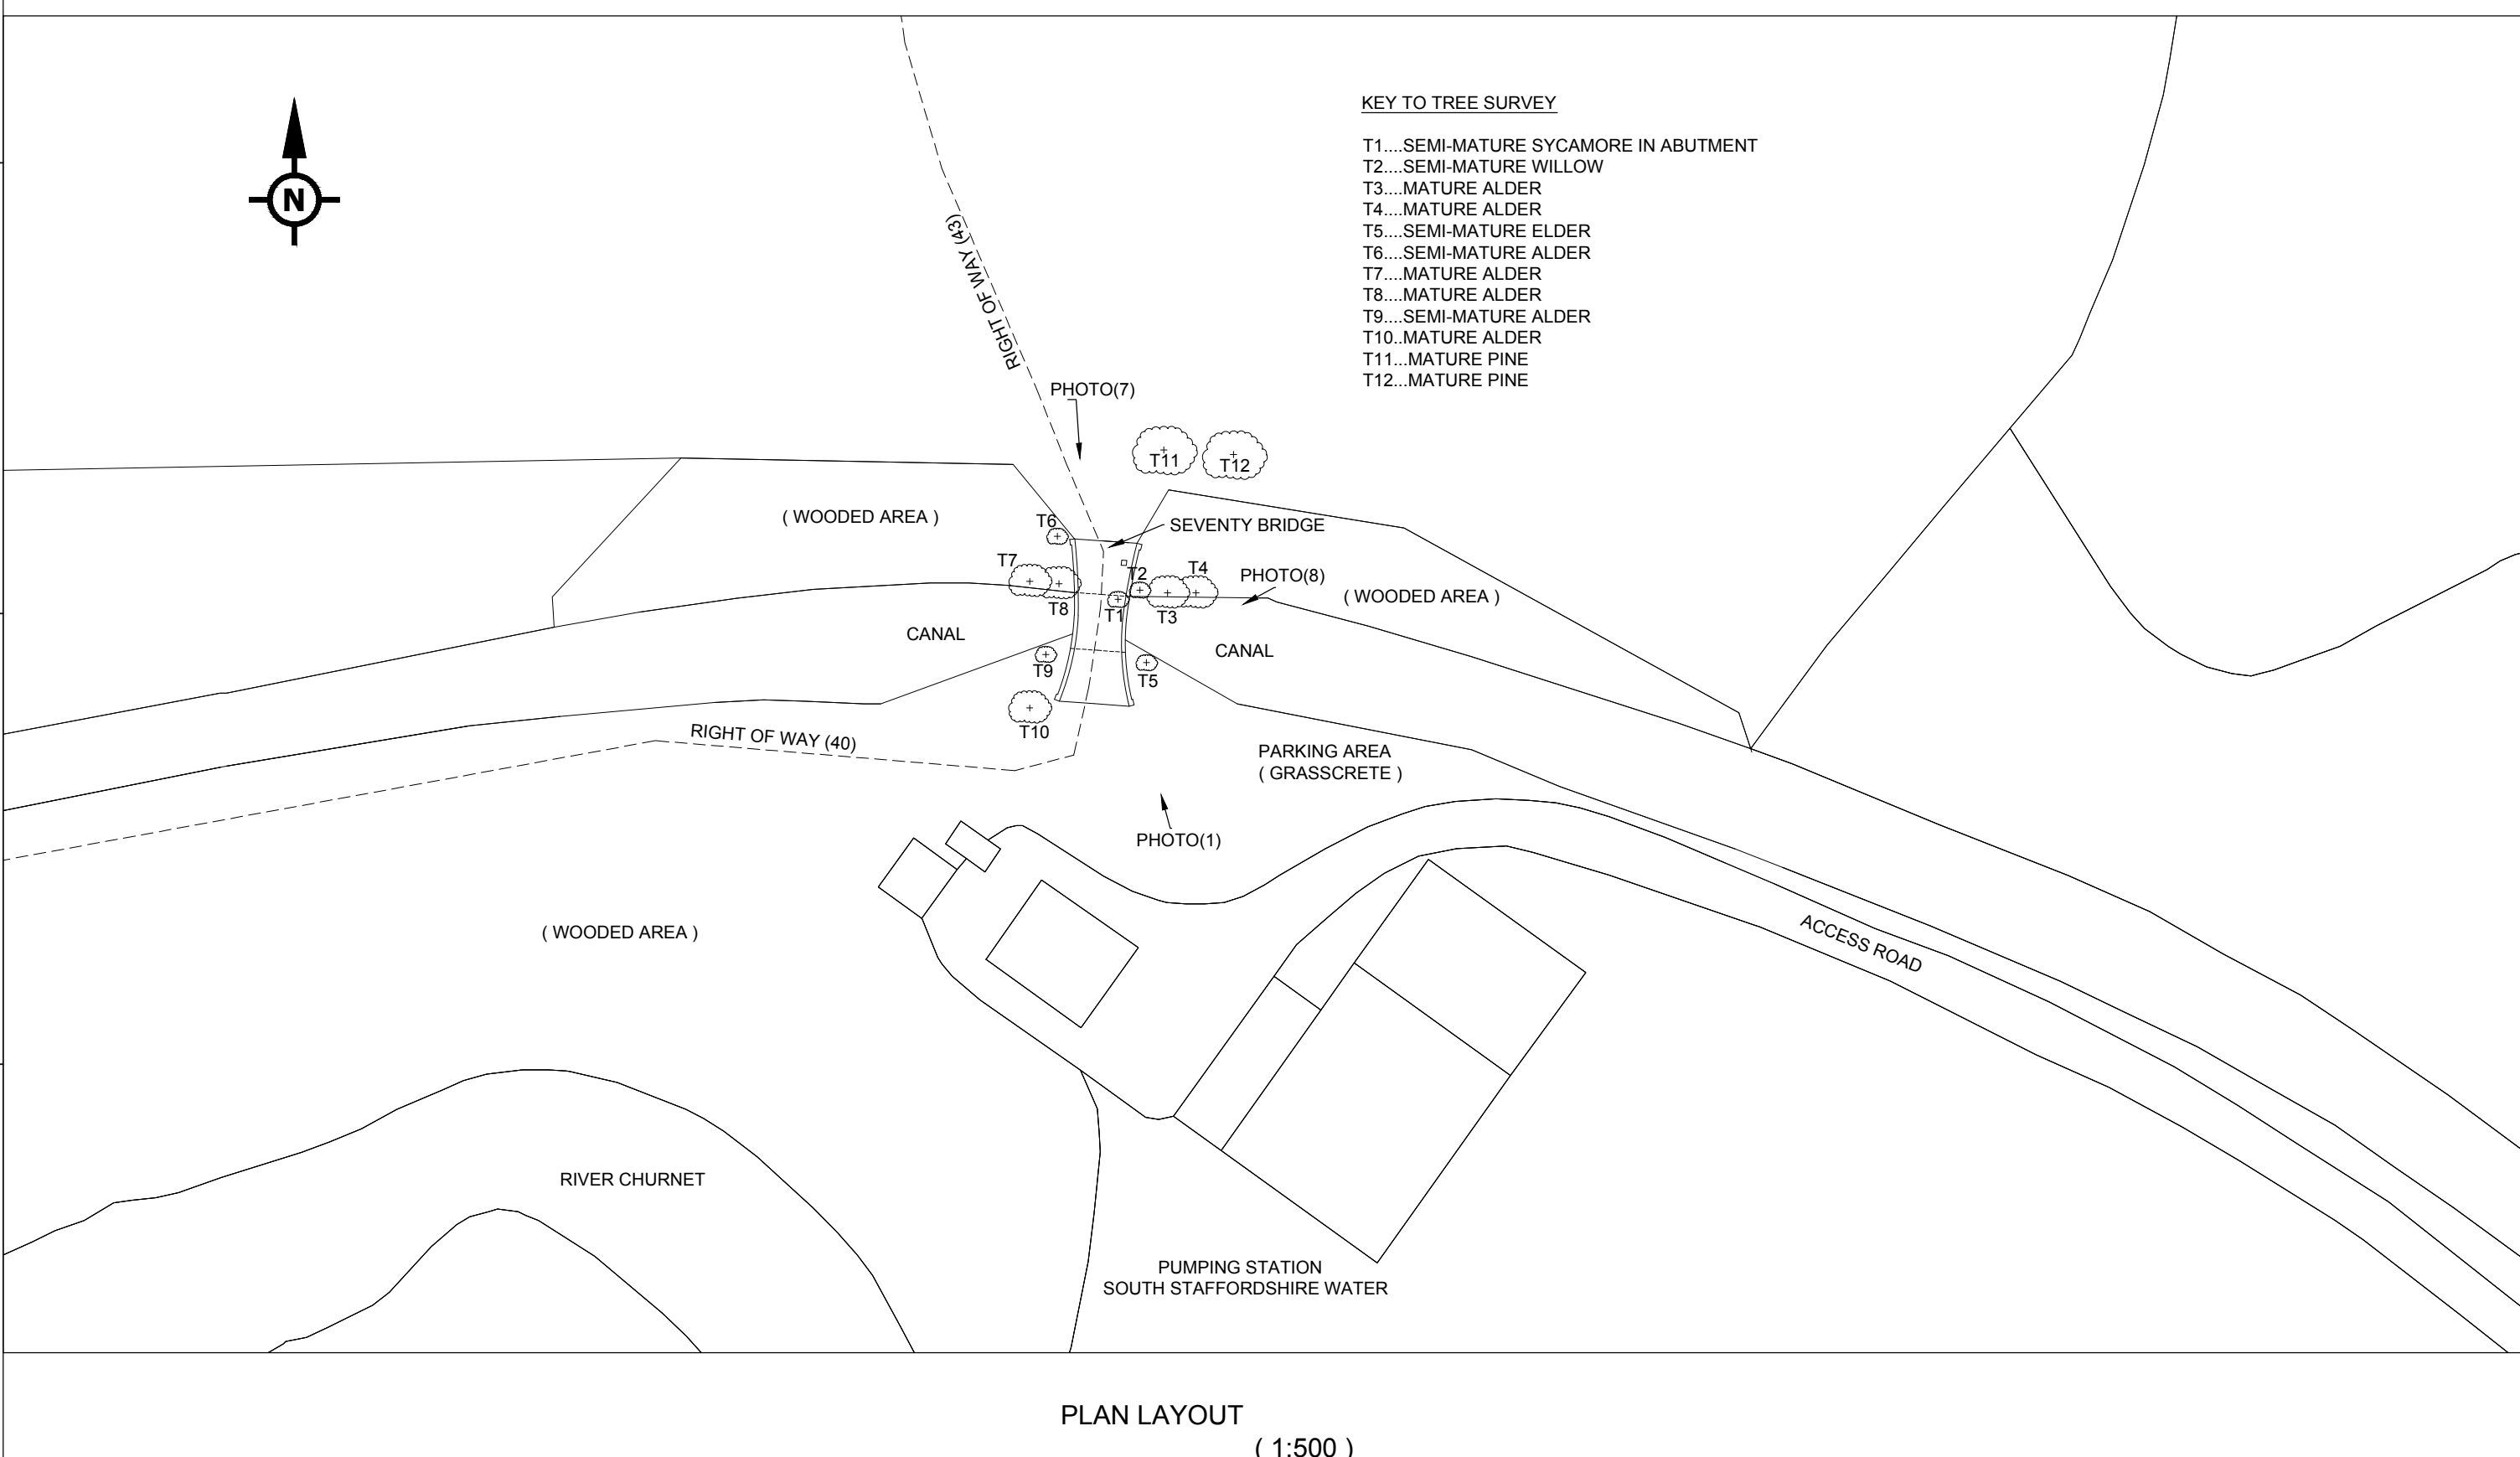 KEY TO TREE SURVEY
T1....SEMI-MATURE SYCAMORE IN ABUTMENT
T2....SEMI-MATURE WILLOW
T3....MATURE ALDER
T4....MATURE ALDER
T5....SEMI-MATURE ELDER
T6....SEMI-MATURE ALDER
T7....MATURE ALDER
T8....MATURE ALDER
T9....SEMI-MATURE ALDER
T10..MATURE ALDER
T11...MATURE PINE
T12...MATURE PINE
N
RIGHT OF WAY (43)
PHOTO(7)
T11
T12
( WOODED AREA )
T6
SEVENTY BRIDGE
T7
T2
T4
PHOTO(8)
( WOODED AREA )
T8
T1
T3
CANAL
CANAL
T9
T5
T10
RIGHT OF WAY (40)
PARKING AREA
( GRASSCRETE )
PHOTO(1)
( WOODED AREA )
ACCESS ROAD
RIVER CHURNET
PUMPING STATION
SOUTH STAFFORDSHIRE WATER
PLAN LAYOUT
( 1:500 )